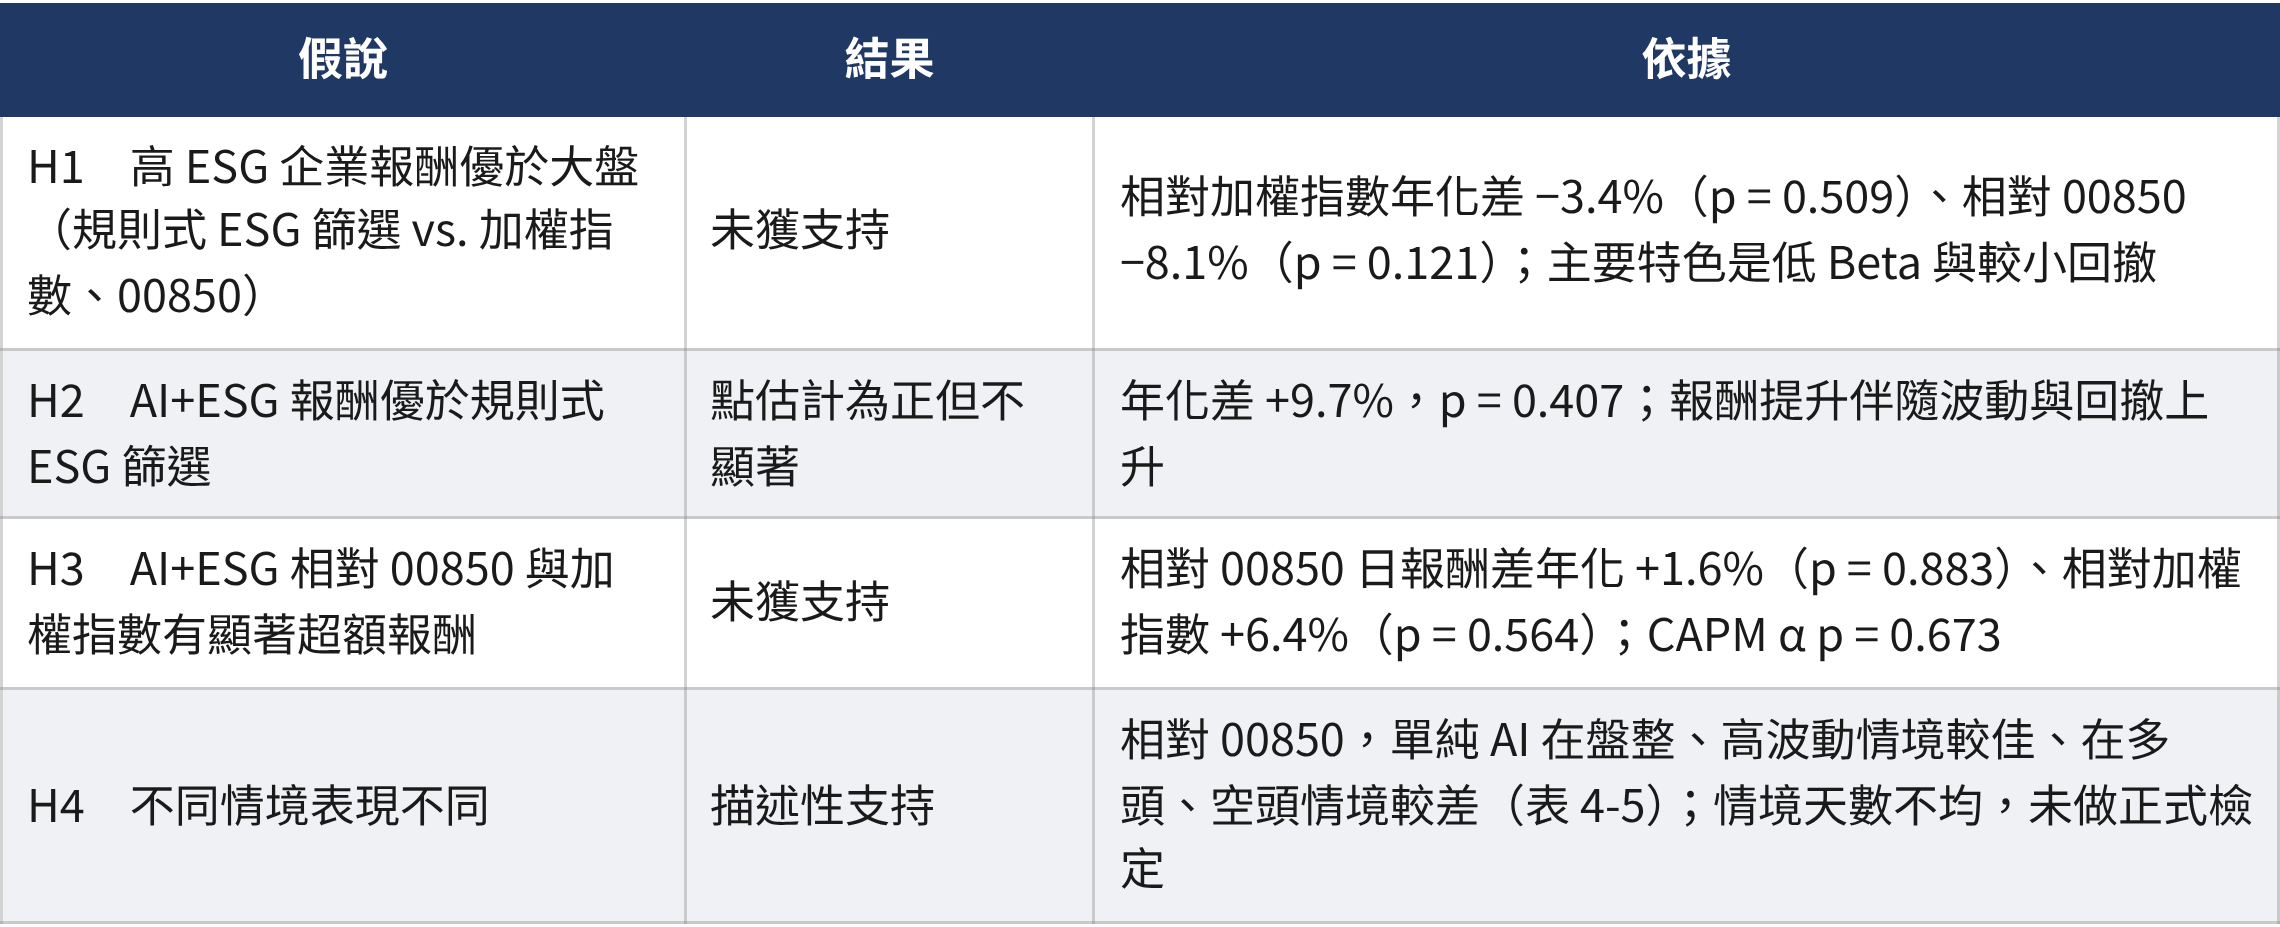 假說
結果
依據
H1　高 ESG 企業報酬優於大盤
（規則式 ESG 篩選 vs. 加權指
數、00850）
未獲支持
相對加權指數年化差 −3.4%（p = 0.509）、相對 00850
−8.1%（p = 0.121）；主要特色是低 Beta 與較小回撤
H2　AI+ESG 報酬優於規則式
ESG 篩選
點估計為正但不
顯著
年化差 +9.7%，p = 0.407；報酬提升伴隨波動與回撤上
升
H3　AI+ESG 相對 00850 與加
權指數有顯著超額報酬
未獲支持
相對 00850 日報酬差年化 +1.6%（p = 0.883）、相對加權
指數 +6.4%（p = 0.564）；CAPM α p = 0.673
H4　不同情境表現不同
描述性支持
相對 00850，單純 AI 在盤整、高波動情境較佳、在多
頭、空頭情境較差（表 4-5）；情境天數不均，未做正式檢
定